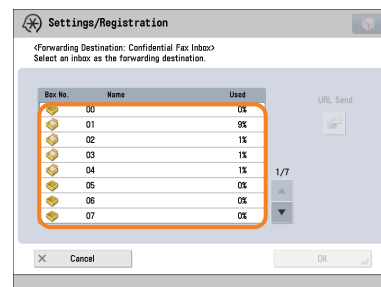 Settings/Registration
<Forwarding Destination: Confidential Fax Inbox>
Select an inbox as the forwarding destination.
Box No. Name Used
URL Send
00 0%
01 9%
02 1%
03 1%
04 1%
1/7
05 0%
06 0%
07 0%
Cancel
OK